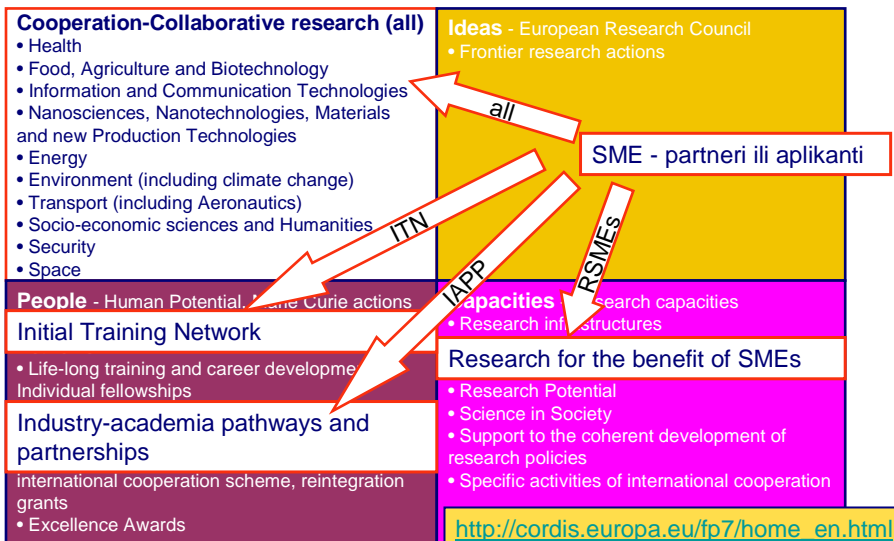 Cooperation-Collaborative research (all)
• Health
• Food, Agriculture and Biotechnology
• Information and Communication Technologies
• Nanosciences, Nanotechnologies, Materials
and new Production Technologies
• Energy
• Environment (including climate change)
• Transport (including Aeronautics)
• Socio-economic sciences and Humanities
• Security
• Space
Ideas - European Research Council
• Frontier research actions
all
SME - partneri ili aplikanti
ITN
IAPP
RSMEs
People - Human Potential, Curie actions
Initial Training Network
• Life-long training and career
Individual fellowships
Industry-academia pathways and
partnerships
international cooperation scheme, reintegration
grants
• Excellence Awards
Capacities - research capacities
• Research infrastructures
Research for the benefit of SMEs
• Research Potential
• Science in Society
• Support to the coherent development of
research policies
• Specific activities of international cooperation
http://cordis.europa.eu/fp7/home_en.html